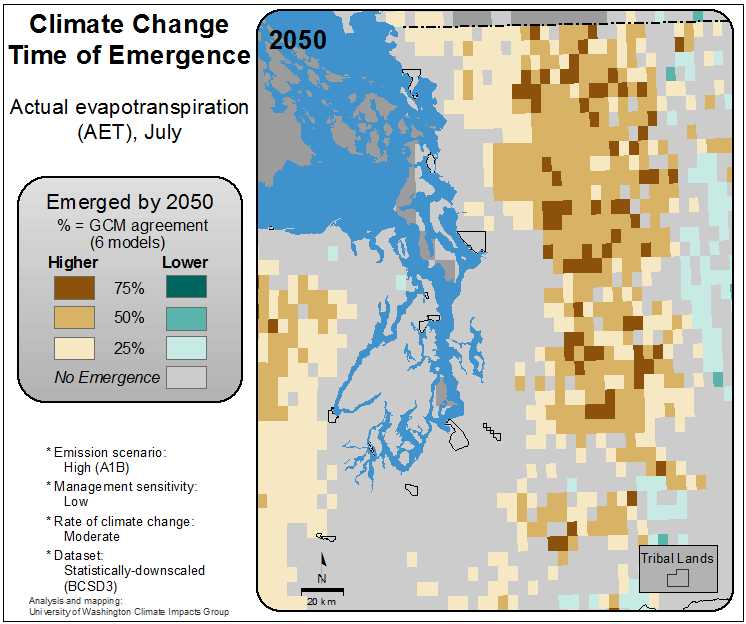 Climate Change
Time of Emergence
Actual evapotranspiration
(AET), July
Emerged by 2050
% = GCM agreement
(6 models)
Higher Lower
75%
50%
25%
No Emergence
* Emission scenario:
High (A1B)
* Management sensitivity:
Low
* Rate of climate change:
Moderate
* Dataset:
Statistically-downscaled
(BCSD3)
Analysis and mapping:
University of Washington Climate Impacts Group
2050
N
20 km
Tribal Lands